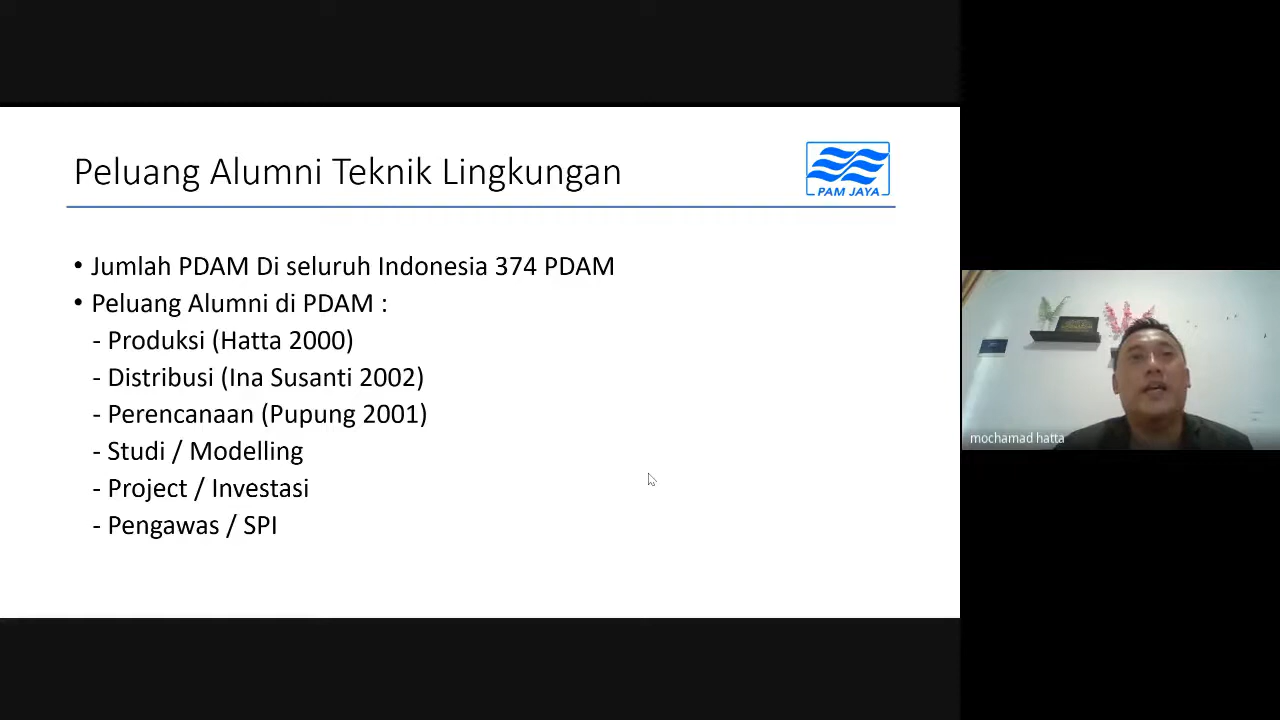 Peluang Alumni Teknik Lingkungan
PAM JAYA
• Jumlah PDAM Di seluruh Indonesia 374 PDAM
• Peluang Alumni di PDAM :
- Produksi (Hatta 2000)
- Distribusi (Ina Susanti 2002)
- Perencanaan (Pupung 2001)
- Studi / Modelling
- Project / Investasi
- Pengawas / SPI
mochamad hatta